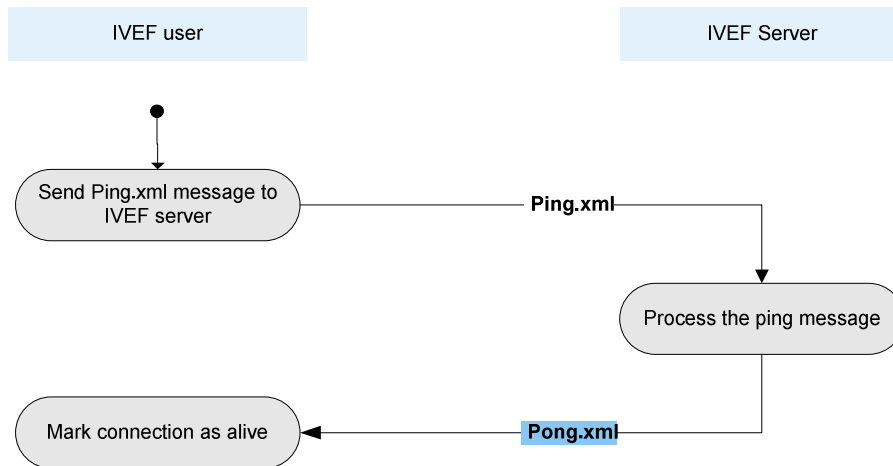 IVEF user
IVEF Server
Send Ping.xml message to
IVEF server
Ping.xml
Process the ping message
Mark connection as alive
Pong.xml